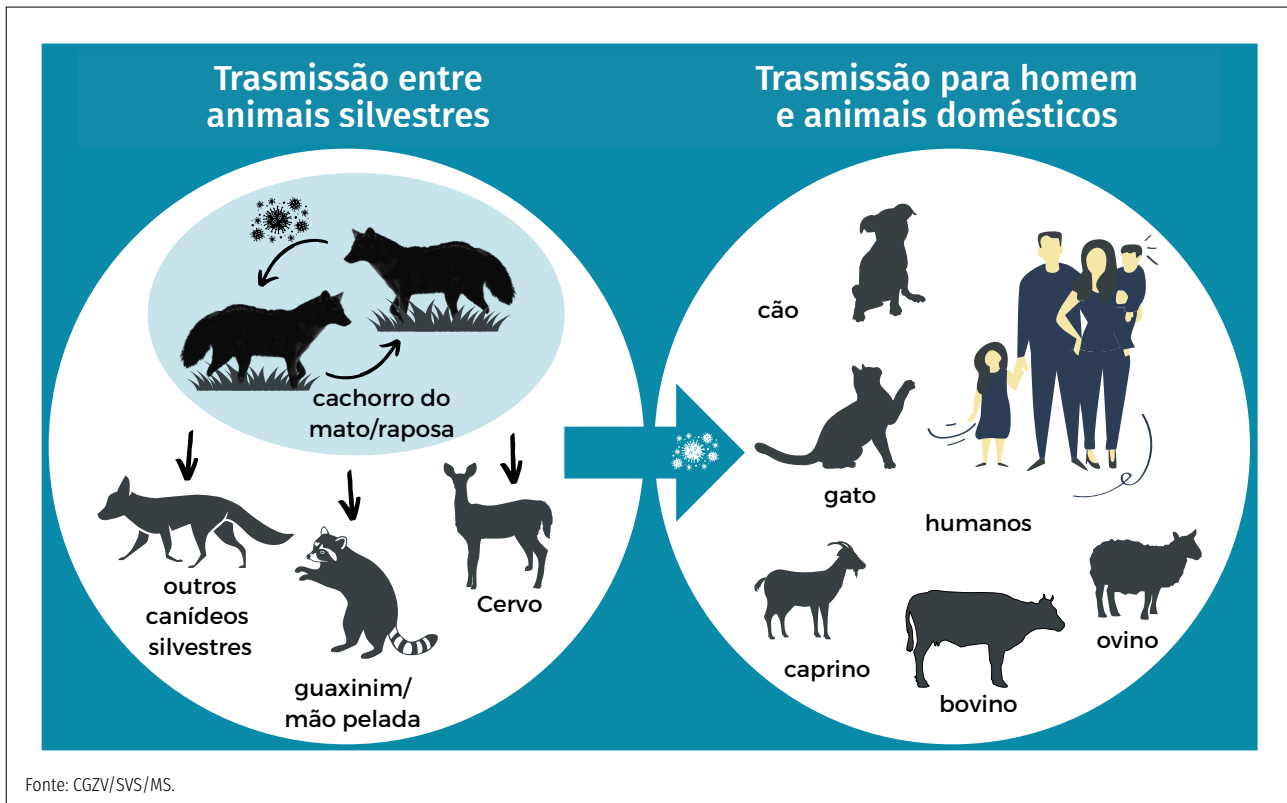 Trasmissão entre
animais silvestres
Trasmissão para homem
e animais domésticos
cachorro do
mato/raposa
outros
canídeos
silvestres
guaxinim/
mão pelada
Cervo
cão
gato
humanos
caprino
bovino
ovino
Fonte: CGZV/SVS/MS.